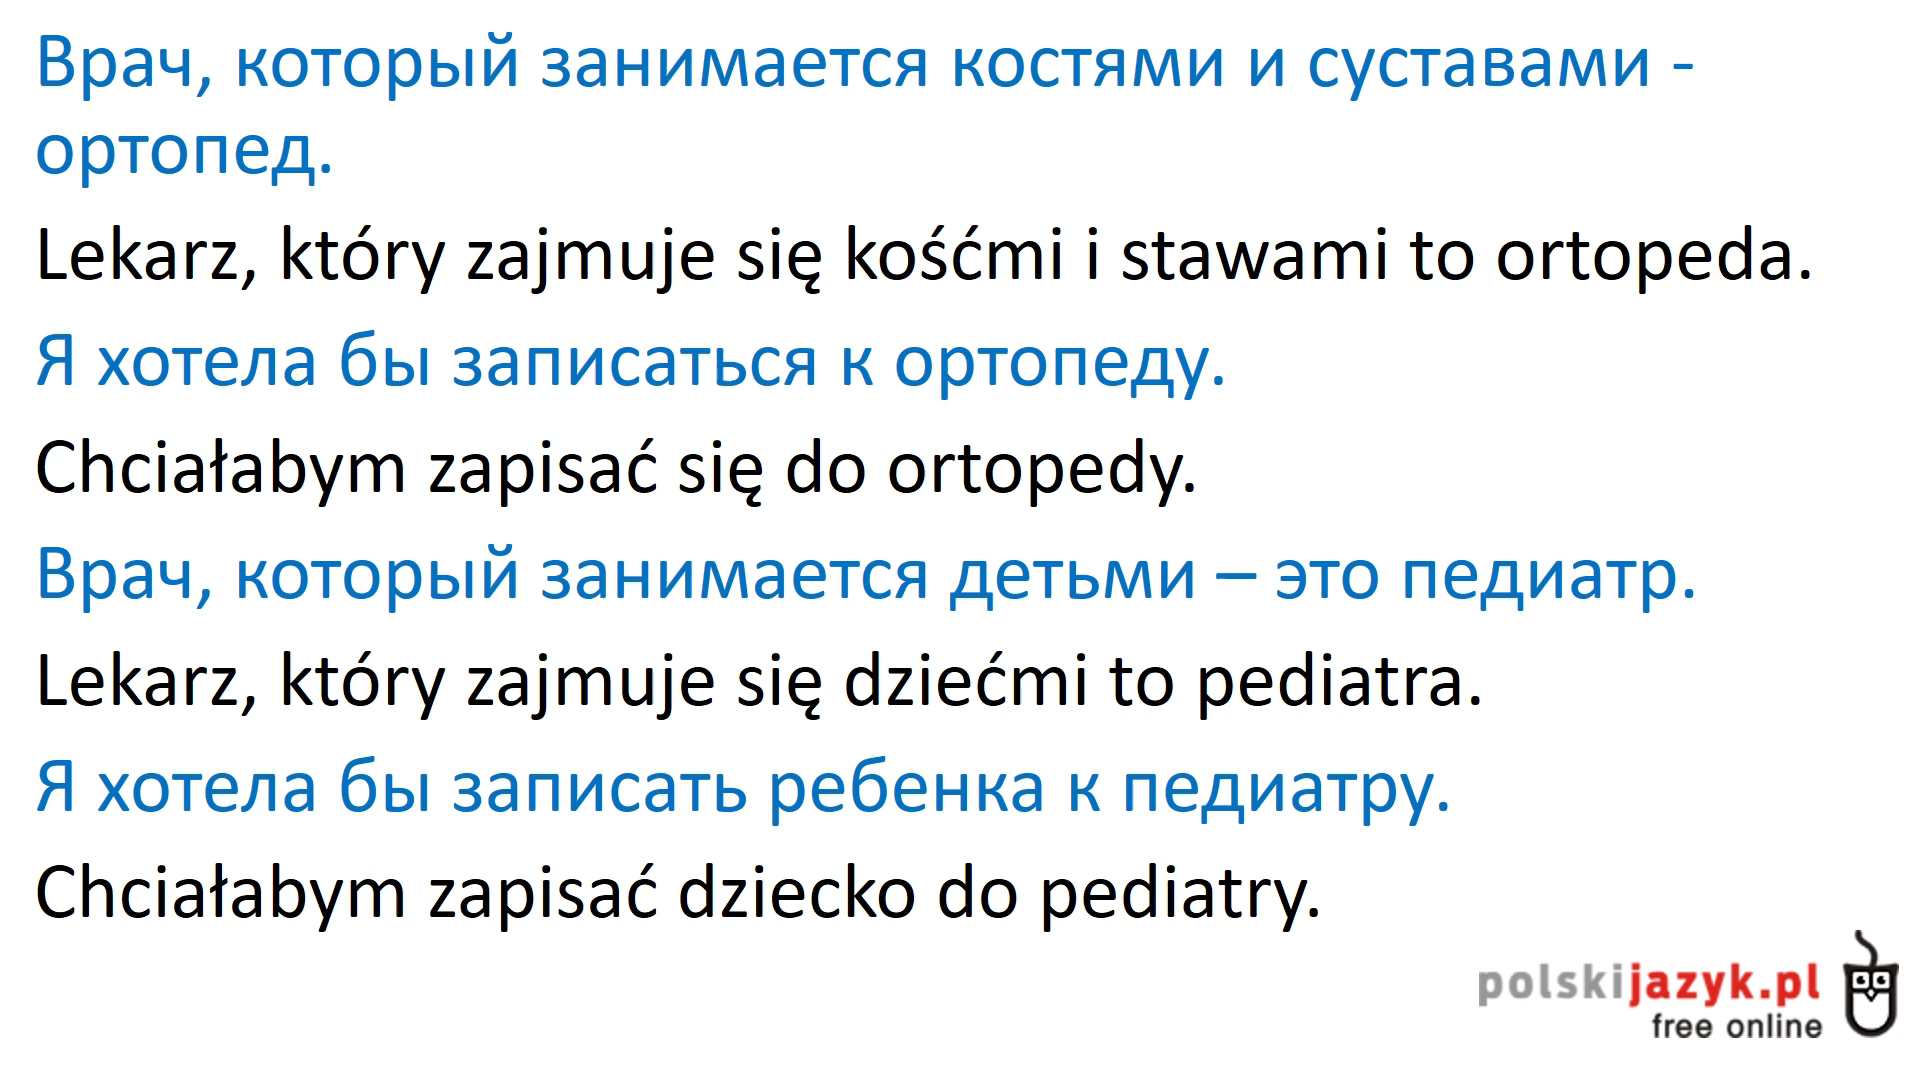 Врач, который занимается костями и суставами -
ортопед.
Lekarz, który zajmuje się kośćmi i stawami to ortopeda.
Я хотела бы записаться к ортопеду.
Chciałabym zapisać się do ortopedy.
Врач, который занимается детьми – это педиатр.
Lekarz, który zajmuje się dziećmi to pediatra.
Я хотела бы записать ребенка к педиатру.
Chciałabym zapisać dziecko do pediatry.
polskijazyk.pl
free online